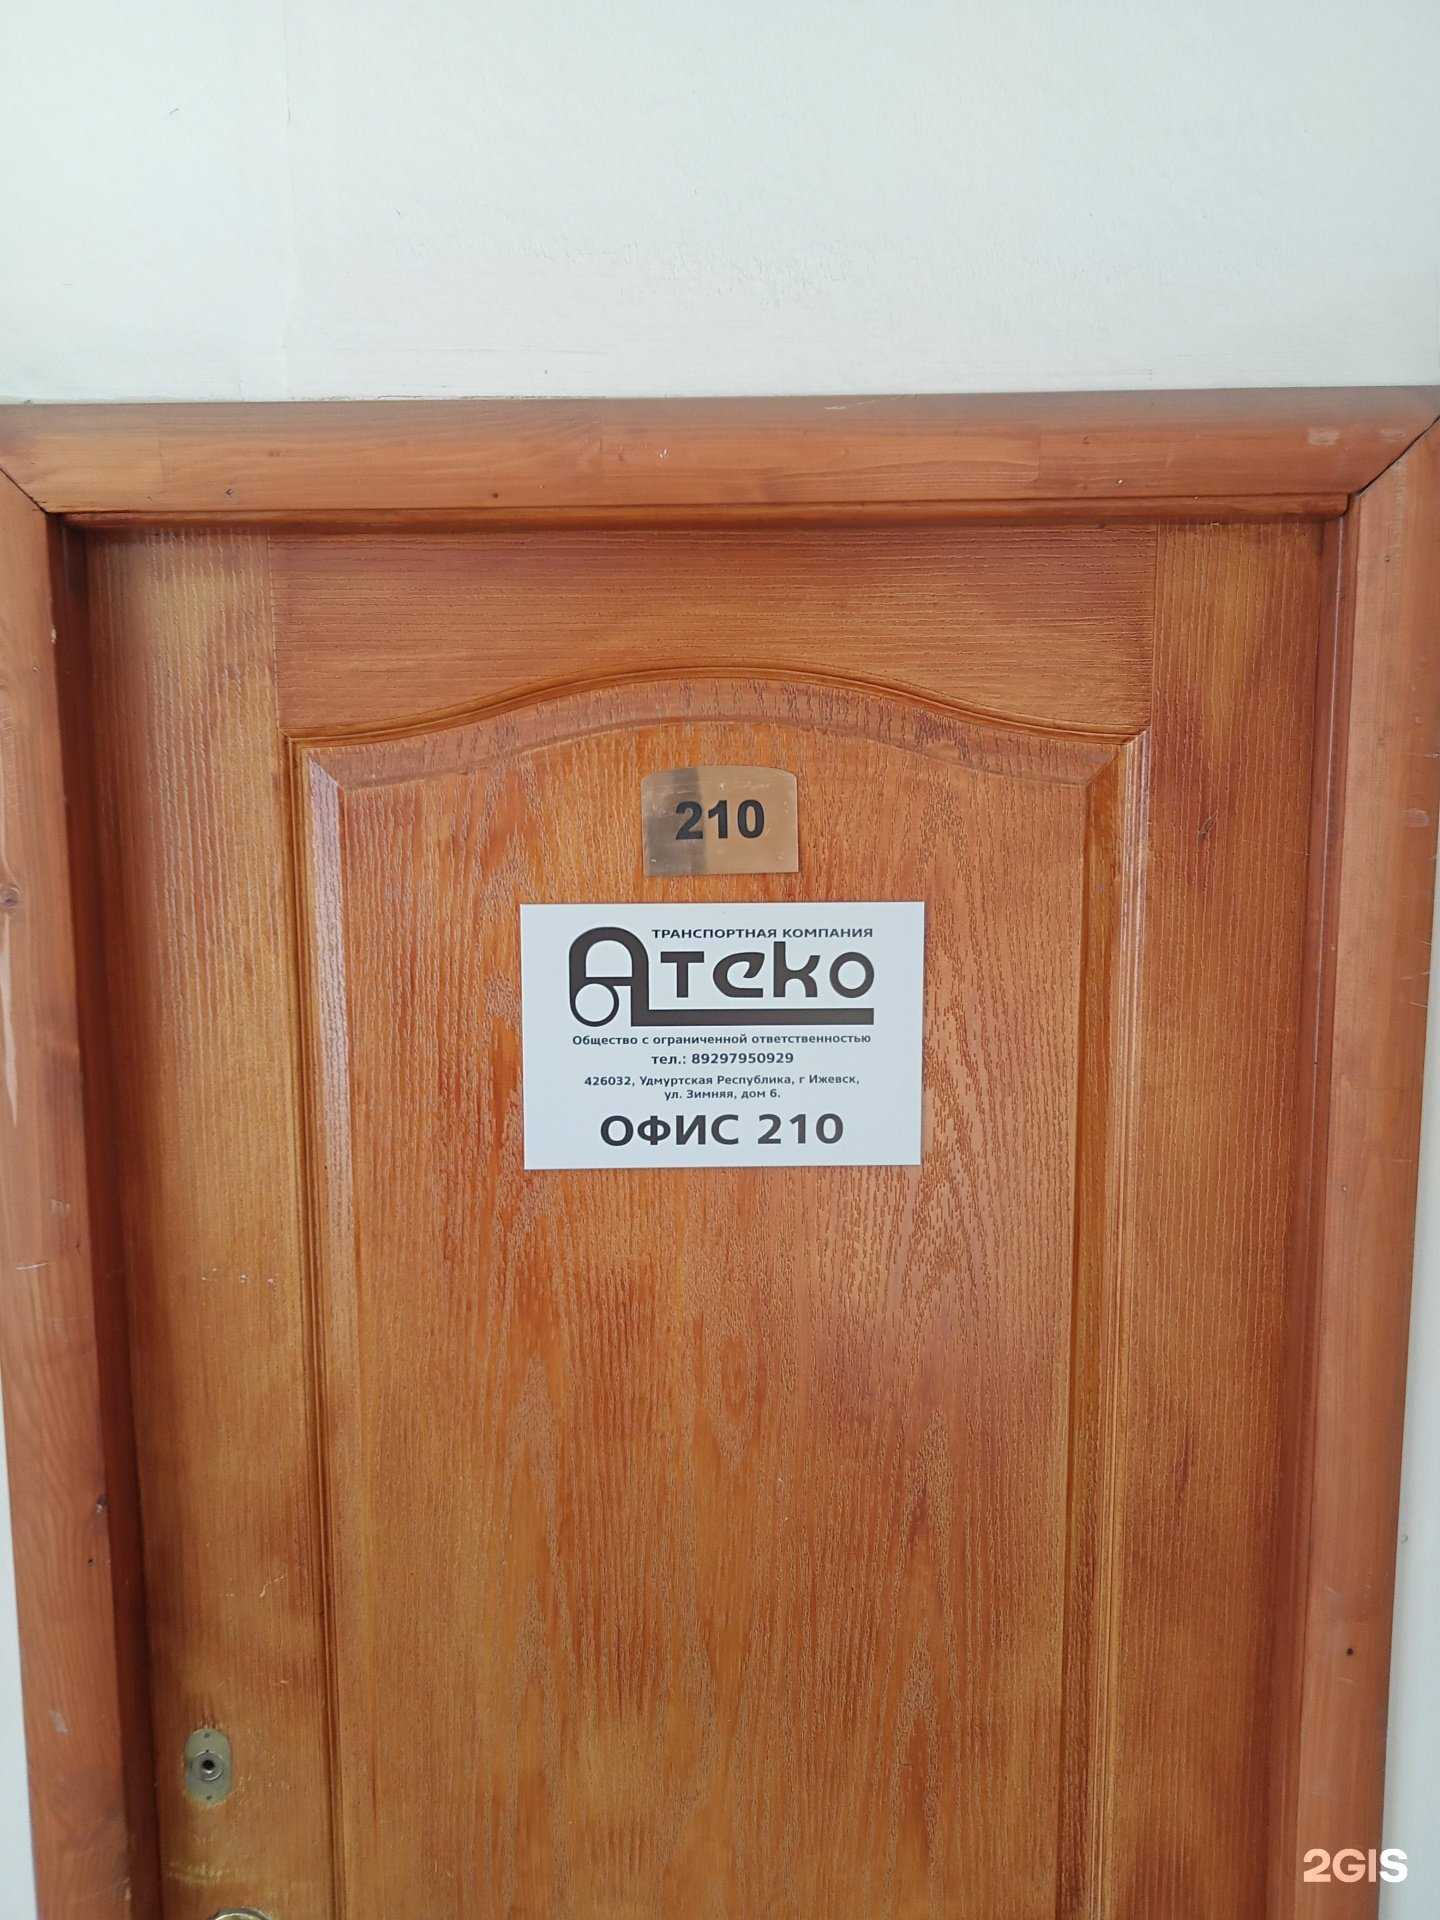 210
ТРАНСПОРТНАЯ КОМПАНИЯ
Атеко
Общество с ограниченной ответственностью
тел.: 89297950929
426032, Удмуртская Республика, г Ижевск,
ул. Зимняя, дом 6.
ОФИС 210
2GIS